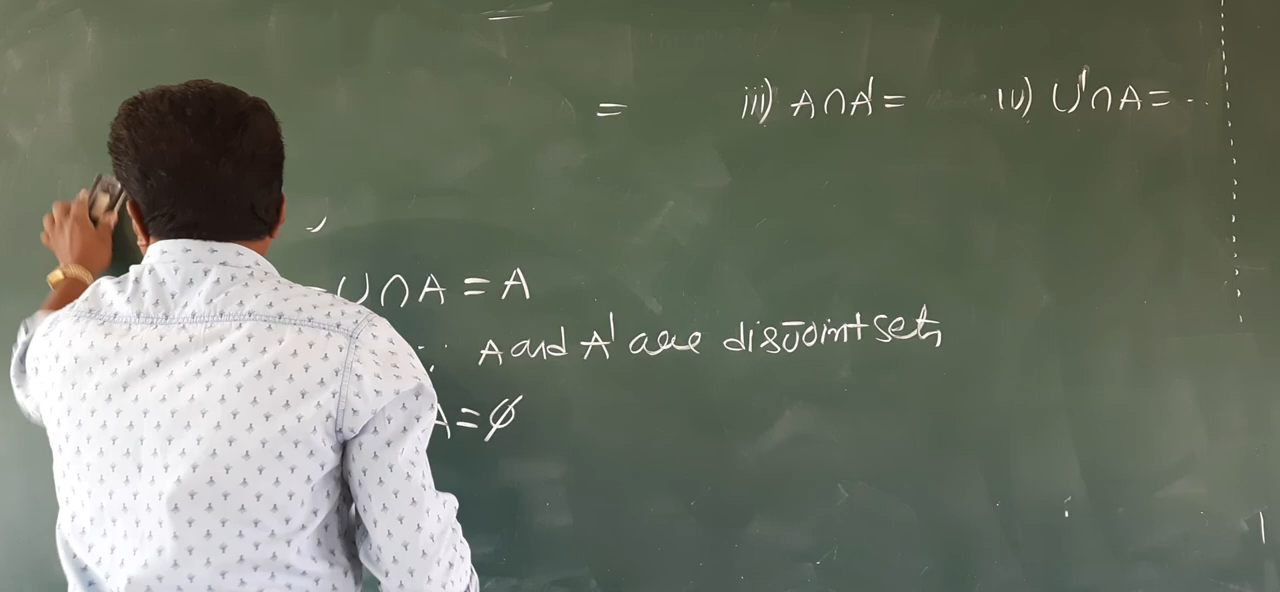 = iii) A∩A' = iv) U'∩A = ...
U∩A = A
∵ A and A' are disjoint sets
A = ∅